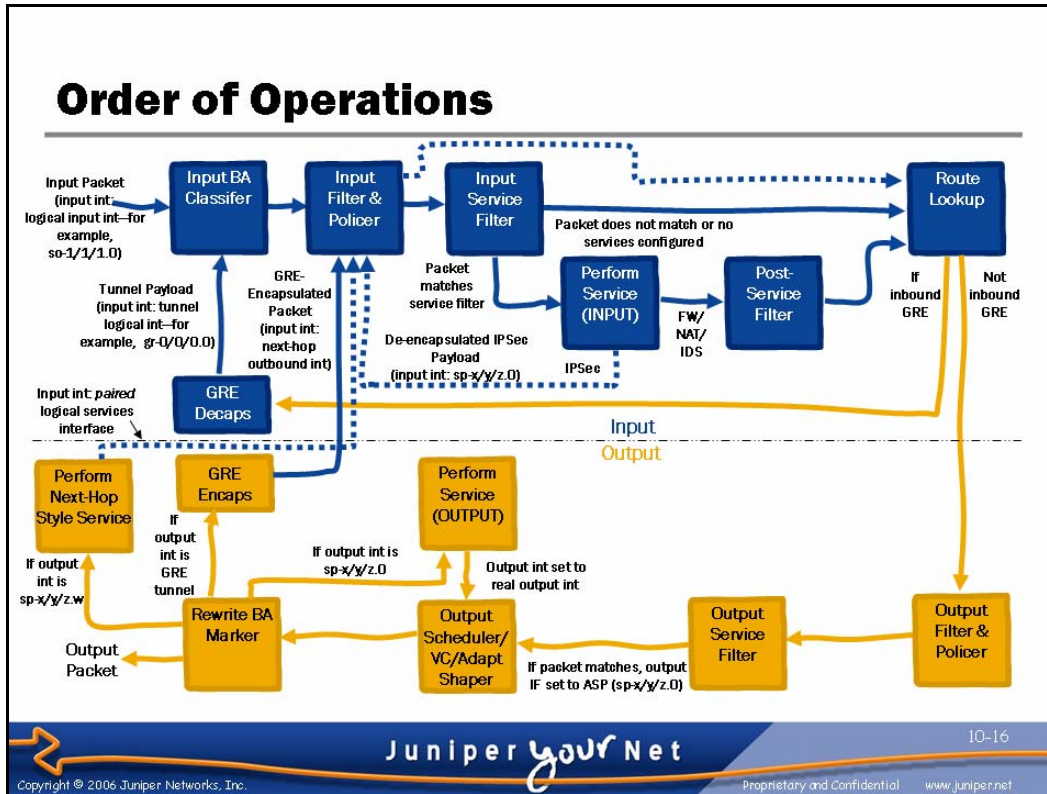 Order of Operations
Input Packet
(input int:
logical input int—for
example,
so-1/1/1.0)
Input BA
Classifer
Input
Filter &
Policer
Input
Service
Filter
Route
Lookup
Packet does not match or no
services configured
Tunnel Payload
(input int: tunnel
logical int—for
example, gr-0/0/0.0)
GRE-
Encapsulated
Packet
(input int:
next-hop
outbound int)
Packet
matches
service filter
Perform
Service
(INPUT)
FW/
NAT/
IDS
Post-
Service
Filter
If
inbound
GRE
Not
inbound
GRE
De-encapsulated IPSec
Payload
(input int: sp-x/y/z.0)
IPSec
GRE
Decaps
Input int: paired
logical services
interface
Input
Output
Perform
Next-Hop
Style Service
GRE
Encaps
Perform
Service
(OUTPUT)
If output
int is
sp-x/y/z.w
If
output
int is
GRE
tunnel
If output int is
sp-x/y/z.0
Output int set to
real output int
Rewrite BA
Marker
Output
Scheduler/
VC/Adapt
Shaper
Output
Service
Filter
Output
Filter &
Policer
Output
Packet
If packet matches, output
IF set to ASP (sp-x/y/z.0)
Juniper your Net
10-16
Copyright © 2006 Juniper Networks, Inc.
Proprietary and Confidential www.juniper.net